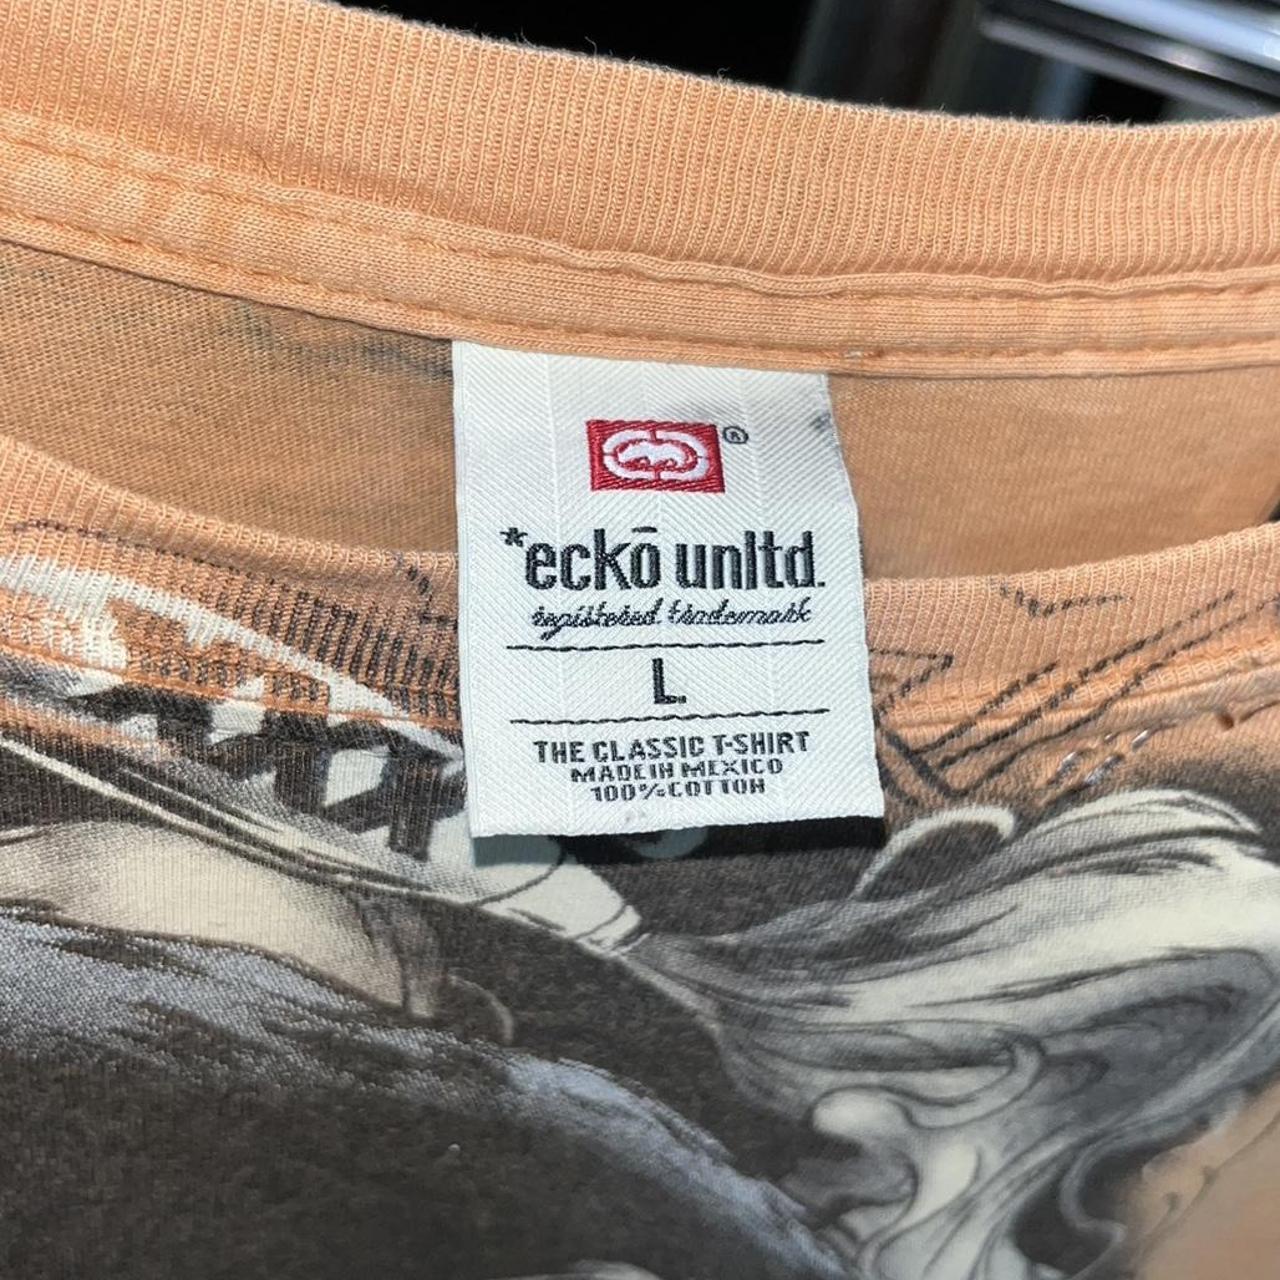 ®
*eckō unltd.
registered trademark
L
THE CLASSIC T-SHIRT
MADE IN MEXICO
100% COTTON